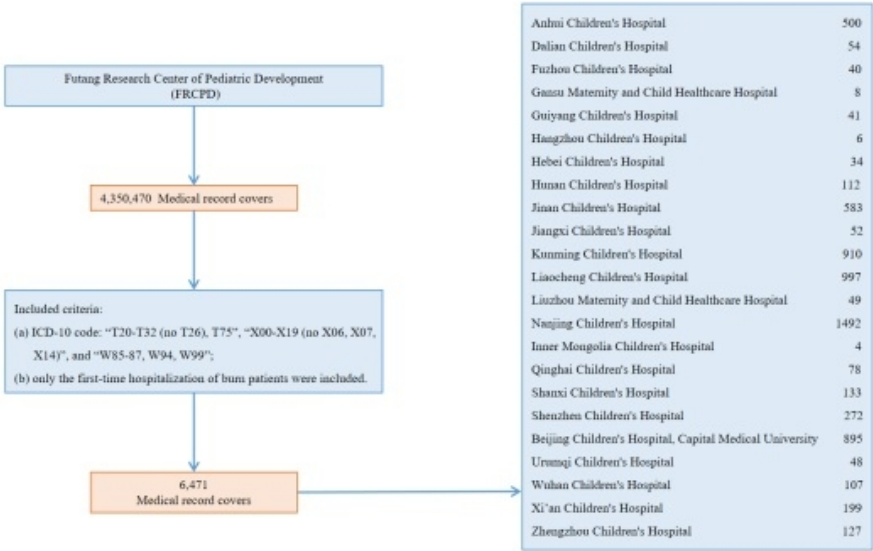 Futang Research Center of Pediatric Development
(FRCPD)
4,350,470 Medical record covers
Included criteria:
(a) ICD-10 code: “T20-T32 (no T26), T75”, “X00-X19 (no X06, X07,
X14)”, and “W85-87, W94, W99”;
(b) only the first-time hospitalization of burn patients were included.
6,471
Medical record covers
Anhui Children's Hospital 500
Dalian Children's Hospital 54
Fuzhou Children's Hospital 40
Gansu Maternity and Child Healthcare Hospital 8
Guiyang Children's Hospital 41
Hangzhou Children's Hospital 6
Hebei Children's Hospital 34
Hunan Children's Hospital 112
Jinan Children's Hospital 583
Jiangxi Children's Hospital 52
Kunming Children's Hospital 910
Liaocheng Children's Hospital 997
Liuzhou Maternity and Child Healthcare Hospital 49
Nanjing Children's Hospital 1492
Inner Mongolia Children's Hospital 4
Qinghai Children's Hospital 78
Shanxi Children's Hospital 133
Shenzhen Children's Hospital 272
Beijing Children's Hospital, Capital Medical University 895
Urumqi Children's Hospital 48
Wuhan Children's Hospital 107
Xi’an Children's Hospital 199
Zhengzhou Children's Hospital 127